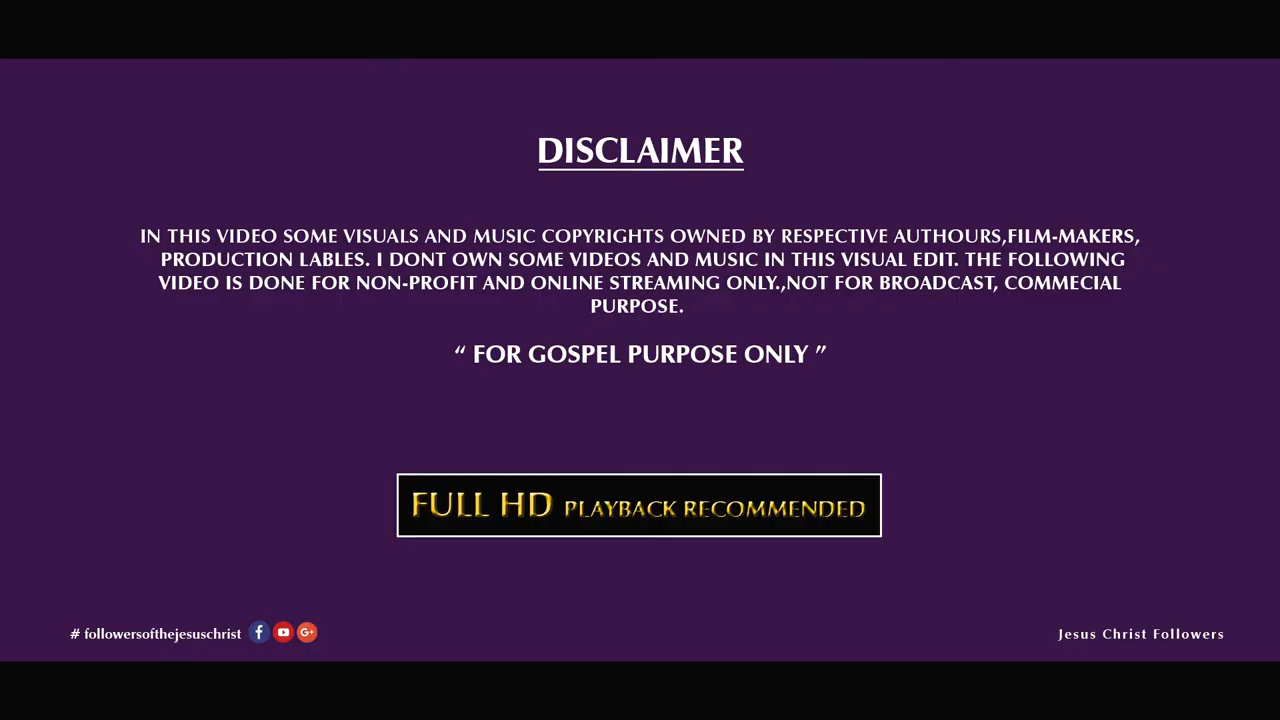 DISCLAIMER
IN THIS VIDEO SOME VISUALS AND MUSIC COPYRIGHTS OWNED BY RESPECTIVE AUTHOURS,FILM-MAKERS,
PRODUCTION LABLES. I DONT OWN SOME VIDEOS AND MUSIC IN THIS VISUAL EDIT. THE FOLLOWING
VIDEO IS DONE FOR NON-PROFIT AND ONLINE STREAMING ONLY.,NOT FOR BROADCAST, COMMECIAL
PURPOSE.
“ FOR GOSPEL PURPOSE ONLY ”
FULL HD PLAYBACK RECOMMENDED
# followersofthejesuschrist f G+
Jesus Christ Followers